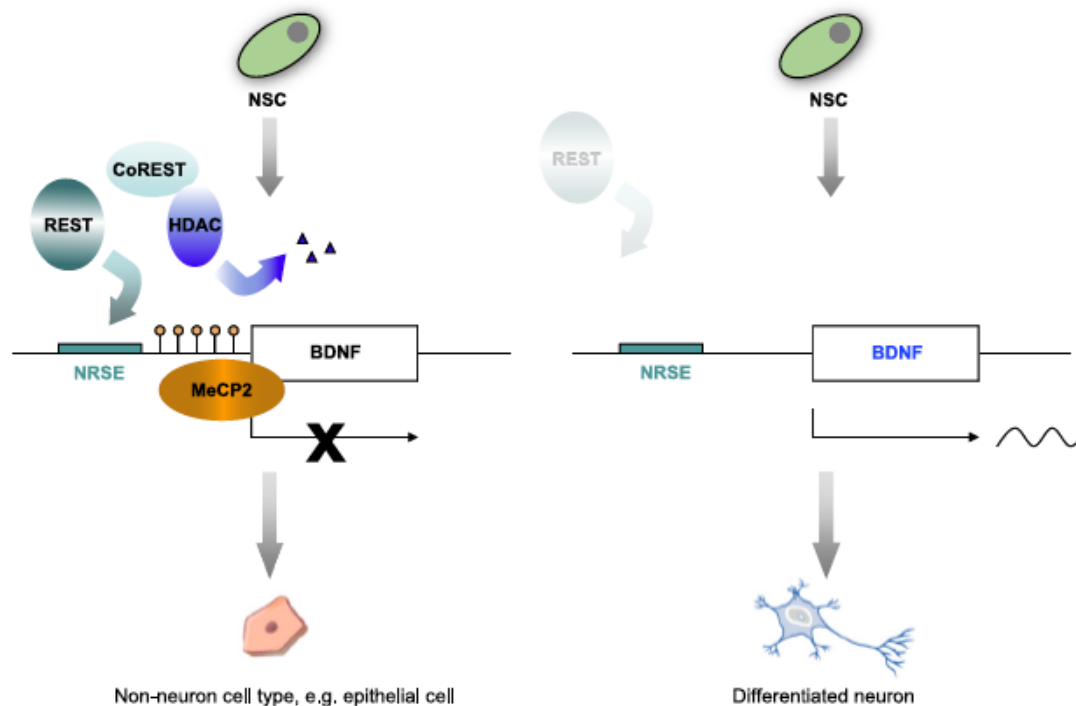 NSC
CoREST
REST
HDAC
BDNF
NRSE
MeCP2
X
Non-neuron cell type, e.g. epithelial cell
NSC
REST
BDNF
NRSE
Differentiated neuron